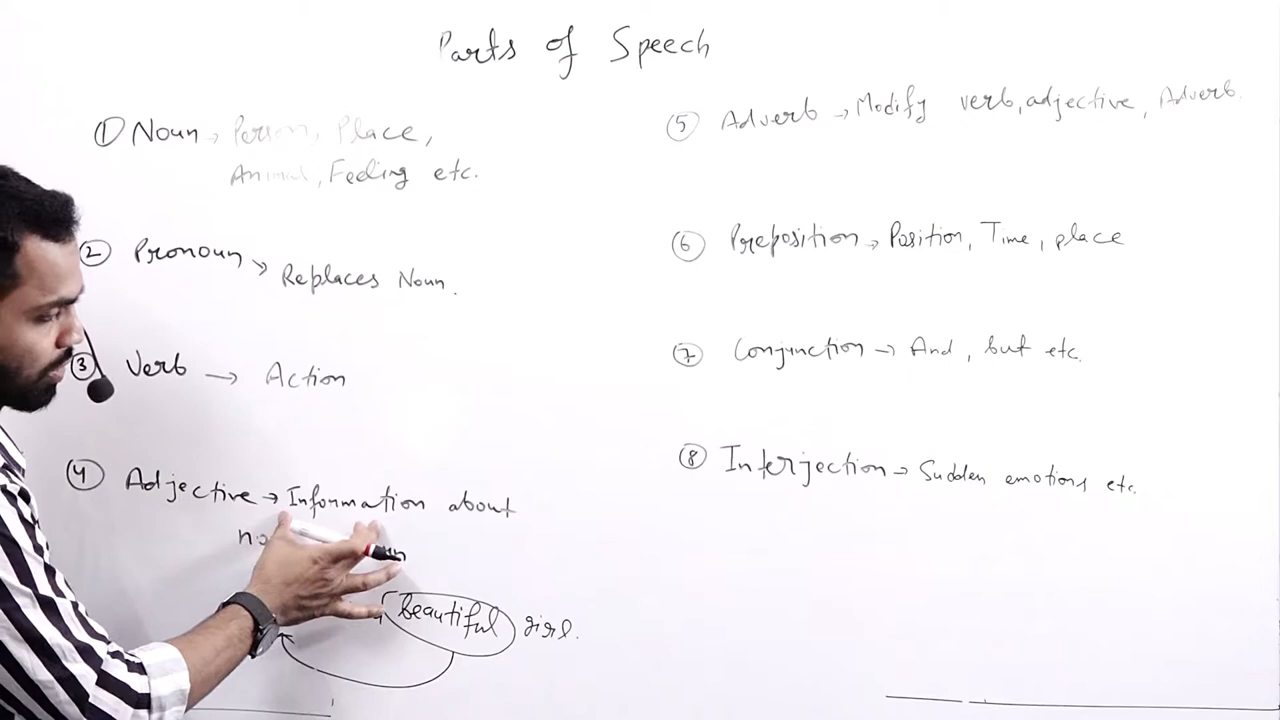 Parts of Speech
① Noun → Person, Place,
Animal, Feeling etc.
② Pronoun → Replaces Noun.
③ Verb → Action
④ Adjective → Information about
beautiful girl.
⑤ Adverb → Modify verb, adjective, Adverb.
⑥ Preposition → Position, Time, place
⑦ Conjunction → And, but etc.
⑧ Interjection → Sudden emotions etc.